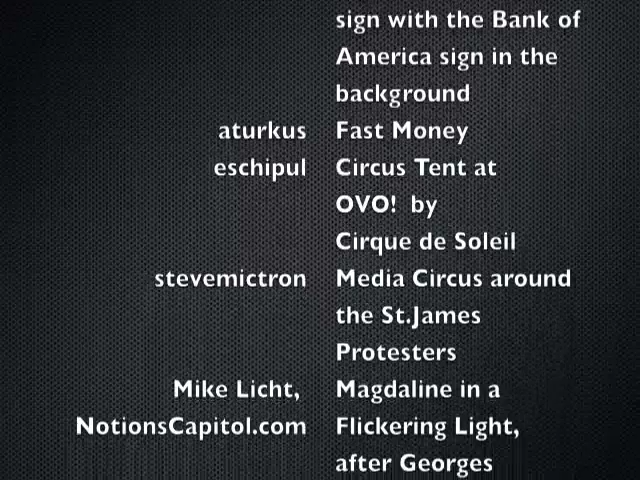 sign with the Bank of
America sign in the
background
aturkus Fast Money
eschipul Circus Tent at
OVO! by
Cirque de Soleil
stevemictron Media Circus around
the St.James
Protesters
Mike Licht, Magdaline in a
NotionsCapitol.com Flickering Light,
after Georges